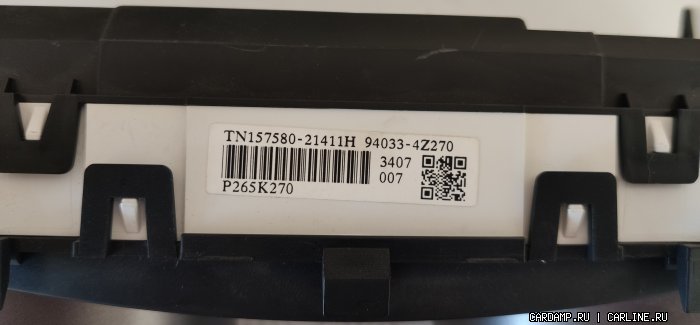 TN157580-21411H 94033-4Z270
3407
007
P265K270
CARDAMP.RU | CARLINE.RU